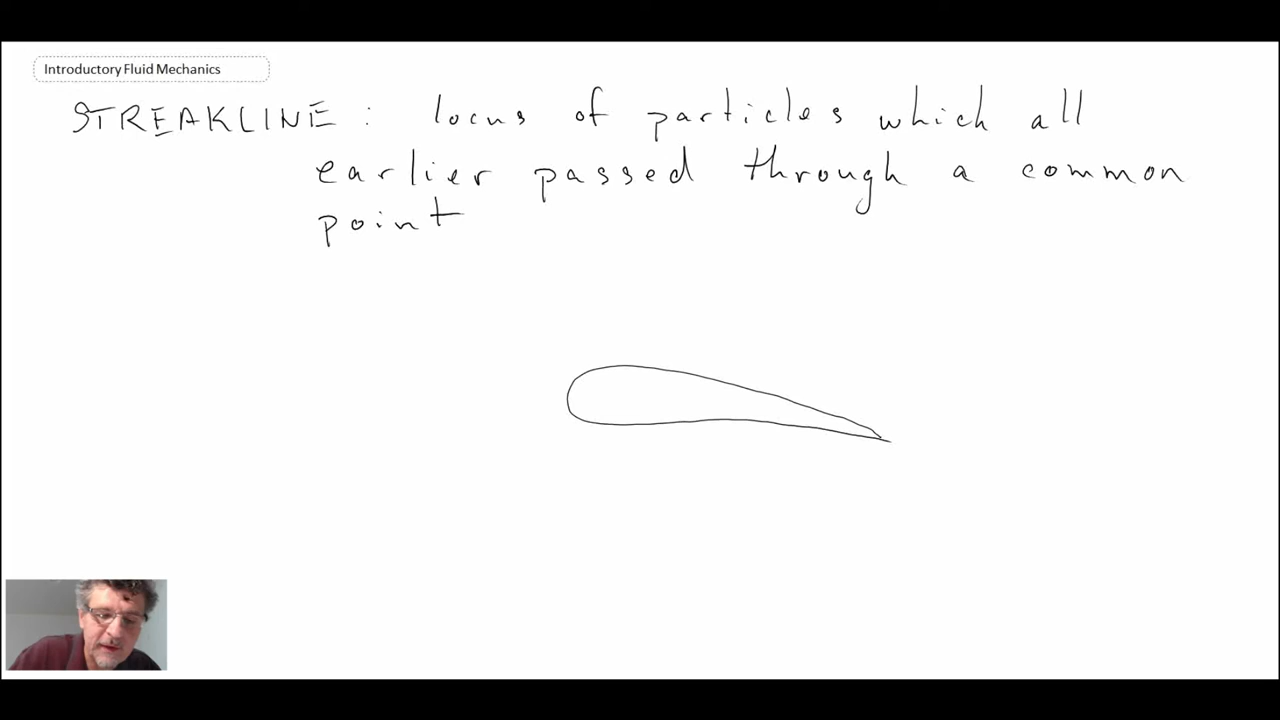 Introductory Fluid Mechanics
STREAKLINE : locus of particles which all
earlier passed through a common
point